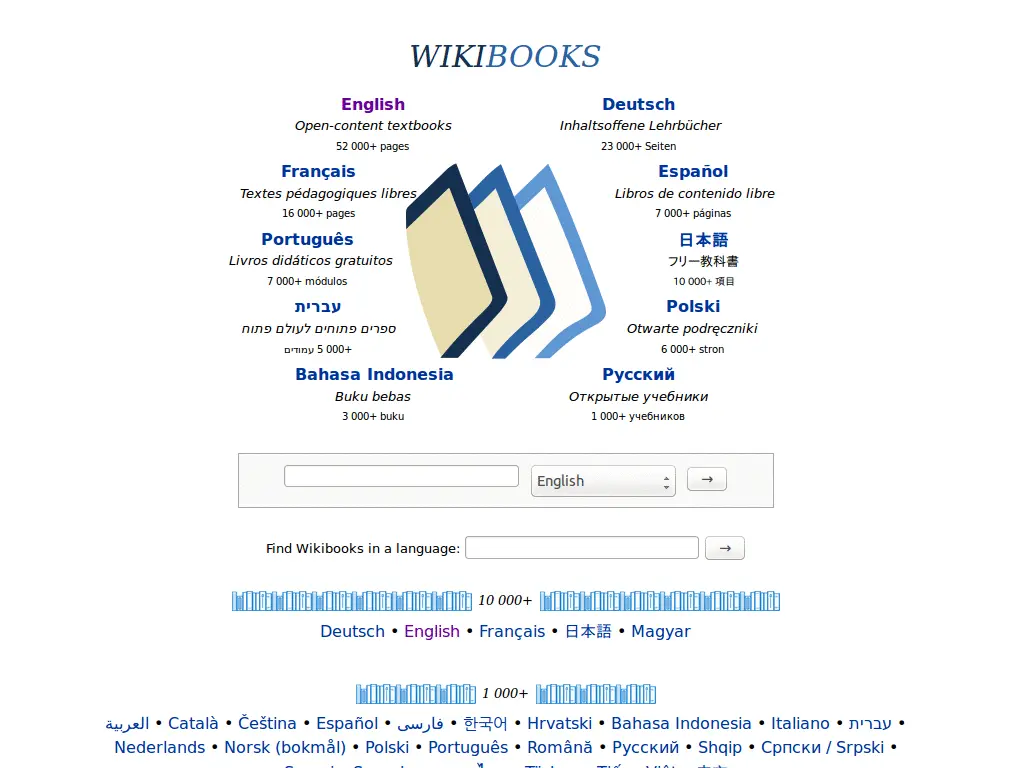 WIKIBOOKS
English
Open-content textbooks
52 000+ pages
Deutsch
Inhaltsoffene Lehrbücher
23 000+ Seiten
Français
Textes pédagogiques libres
16 000+ pages
Español
Libros de contenido libre
7 000+ páginas
Português
Livros didáticos gratuitos
7 000+ módulos
日本語
フリー教科書
10 000+ 項目
עברית
ספרים פתוחים לעולם פתוח
5 000+ עמודים
Polski
Otwarte podręczniki
6 000+ stron
Bahasa Indonesia
Buku bebas
3 000+ buku
Русский
Открытые учебники
1 000+ учебников
English →
Find Wikibooks in a language: →
10 000+
Deutsch • English • Français • 日本語 • Magyar
1 000+
العربية • Català • Čeština • Español • فارسی • 한국어 • Hrvatski • Bahasa Indonesia • Italiano • עברית •
Nederlands • Norsk (bokmål) • Polski • Português • Română • Русский • Shqip • Српски / Srpski •